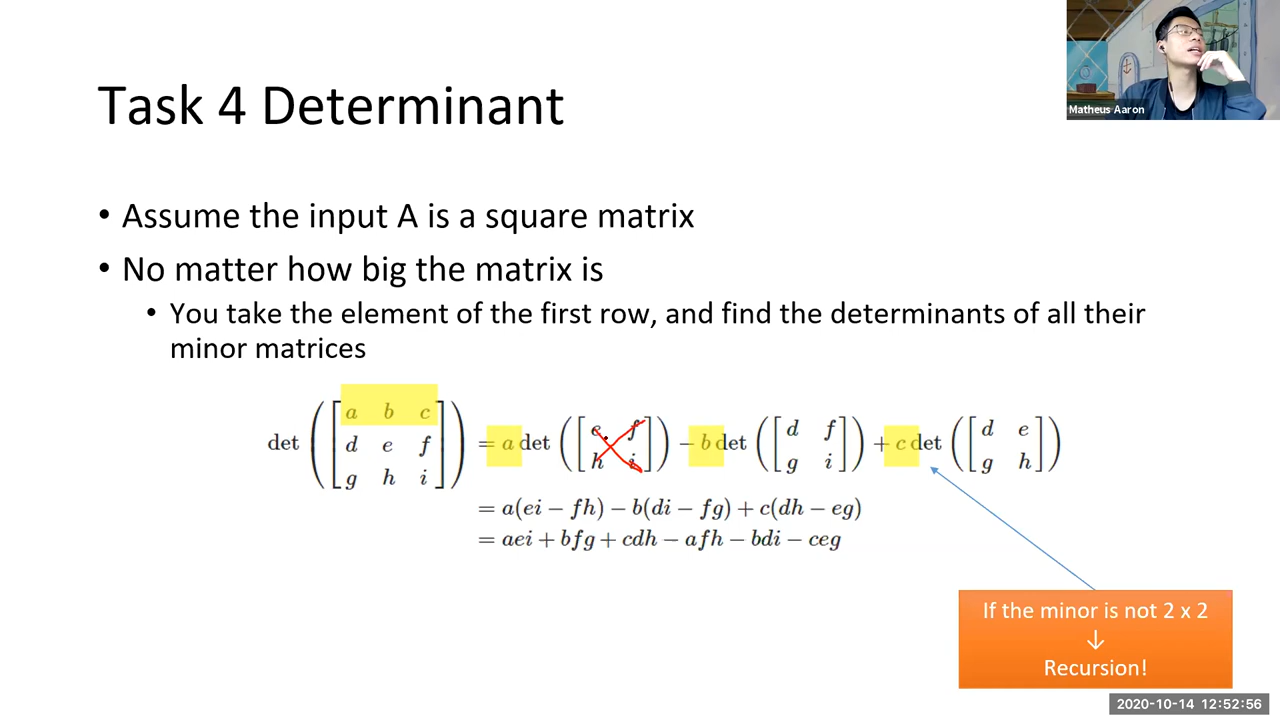 Task 4 Determinant
Matheus Aaron
• Assume the input A is a square matrix
• No matter how big the matrix is
• You take the element of the first row, and find the determinants of all their
minor matrices
det ( [ a b c
d e f
g h i ] ) = a det ( [ e f
h i ] ) − b det ( [ d f
g i ] ) + c det ( [ d e
g h ] )
= a(ei − fh) − b(di − fg) + c(dh − eg)
= aei + bfg + cdh − afh − bdi − ceg
If the minor is not 2 x 2
↓
Recursion!
2020-10-14 12:52:56